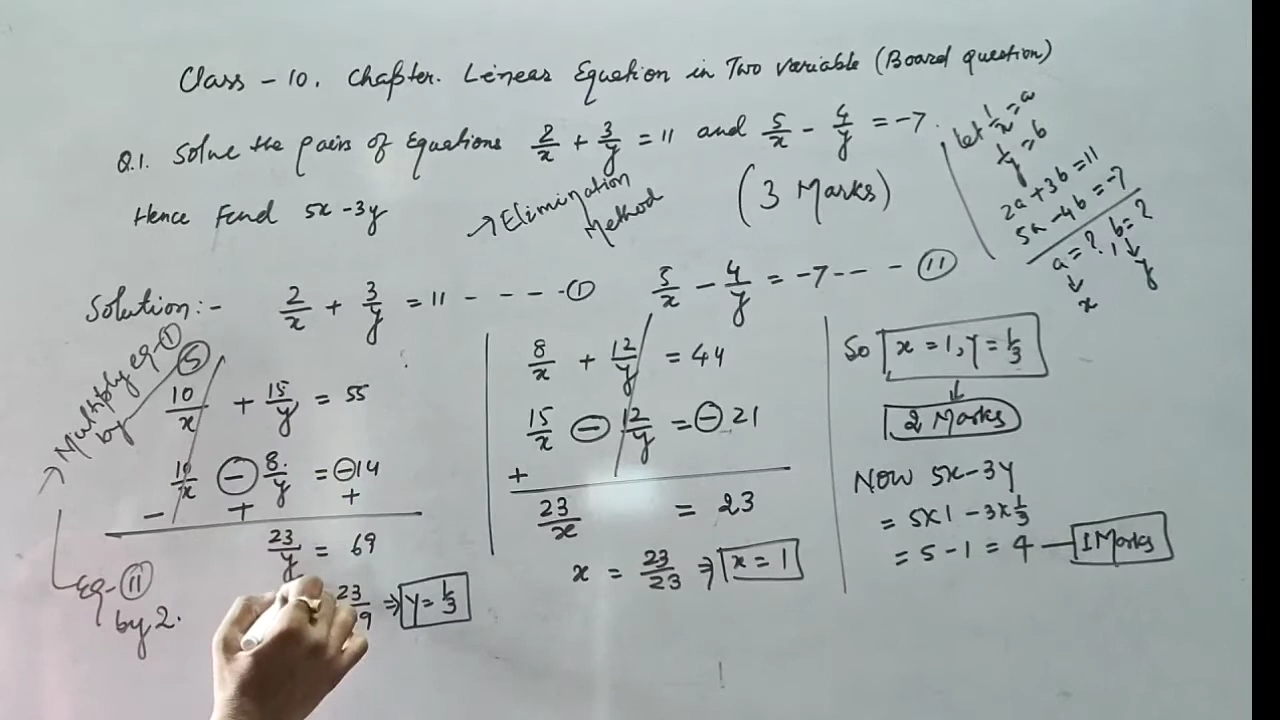 Class - 10. Chapter. Linear Equation in Two Variable (Board question)
Q.1. Solve the pairs of Equations 2/x + 3/y = 11 and 5/x - 4/y = -7.
Hence Find 5x - 3y
→ Elimination Method
(3 Marks)
let 1/x = a
1/y = b
2a + 3b = 11
5a - 4b = -7
a = ?, b = ?
↓ ↓
x y
Solution:- 2/x + 3/y = 11 - - - - - (I) 5/x - 4/y = -7 - - - - (II)
→ Multiply eq-(I)
by (5)
10/x + 15/y = 55
10/x - 8/y = -14
- + +
23/y = 69
23/ 9 ⇒ y = 1/3
Eq-(II)
by 2.
8/x + 12/y = 44
15/x - 12/y = -21
+
23/x = 23
x = 23/23 ⇒ x = 1
So x = 1, y = 1/3
↓
2 Marks
Now 5x - 3y
= 5×1 - 3×1/3
= 5 - 1 = 4 — 1 Marks